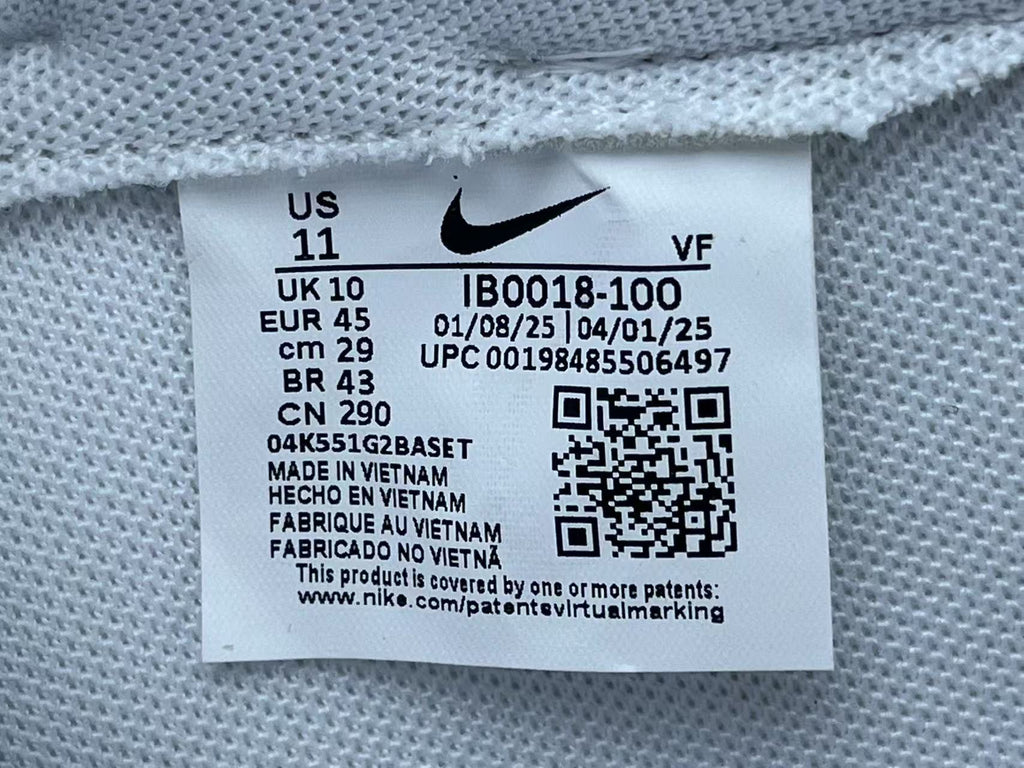 US
11
VF
UK 10
EUR 45
cm 29
BR 43
CN 290
IB0018-100
01/08/25 | 04/01/25
UPC 00198485506497
04K551G2BASET
MADE IN VIETNAM
HECHO EN VIETNAM
FABRIQUE AU VIETNAM
FABRICADO NO VIETNÃ
This product is covered by one or more patents:
www.nike.com/patentsvirtualmarking